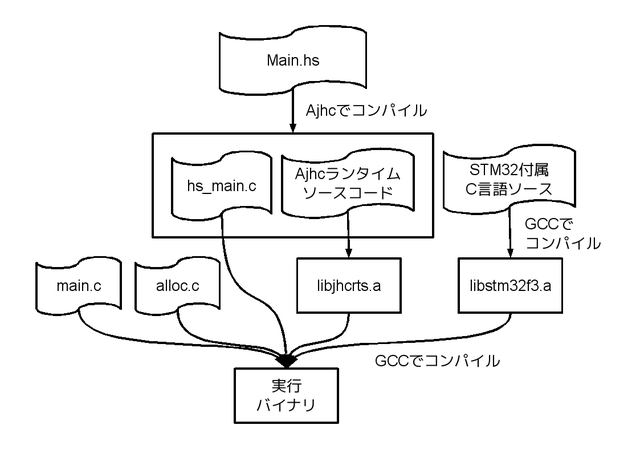 Main.hs
Ajhcでコンパイル
hs_main.c
Ajhcランタイム
ソースコード
STM32付属
C言語ソース
GCCで
コンパイル
main.c
alloc.c
libjhcrts.a
libstm32f3.a
GCCでコンパイル
実行
バイナリ